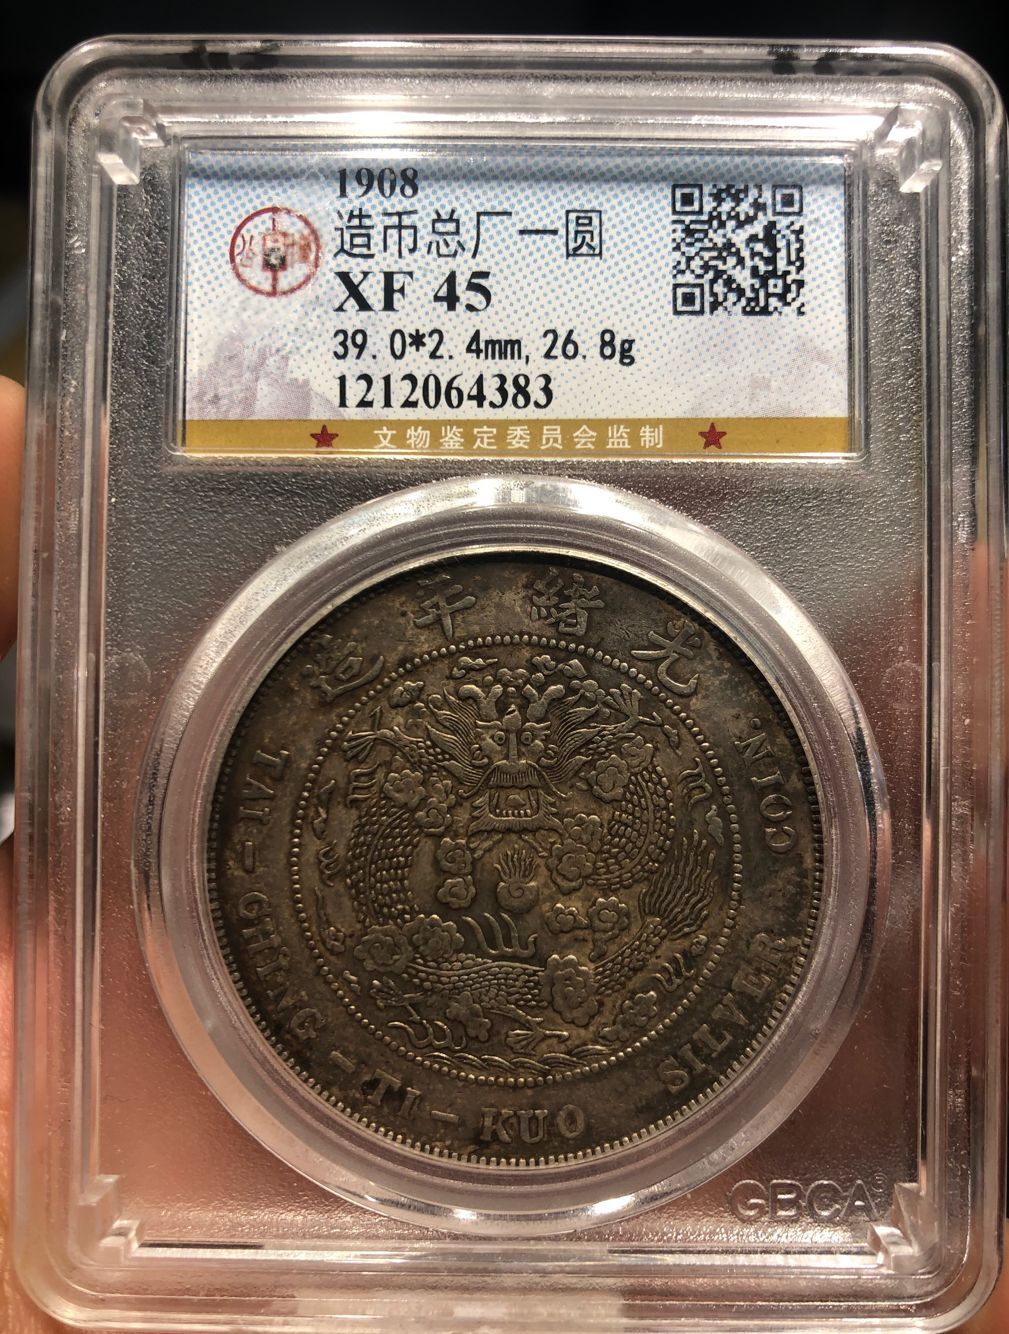 1908
造币总厂一圆
XF 45
39.0*2.4mm,26.8g
1212064383
★ 文物鉴定委员会监制 ★
造年緒光
TAI-CHING-TI-KUO SILVER COIN.
GBCA